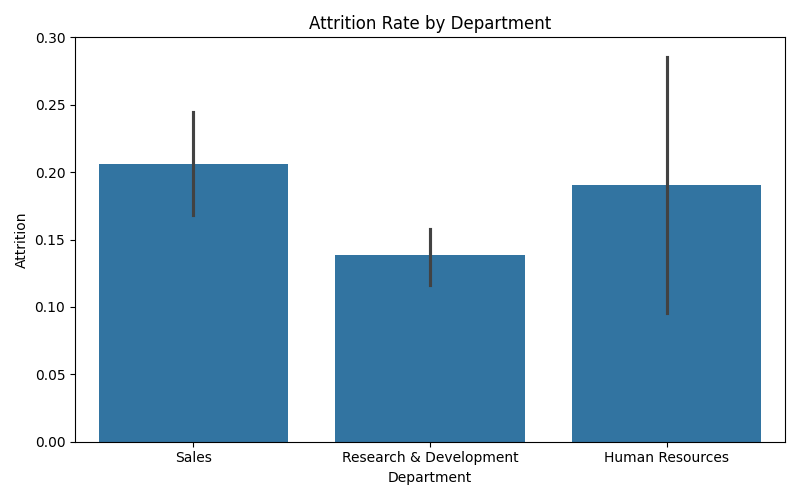 Attrition Rate by Department
0.30
0.25
0.20
0.15
0.10
0.05
0.00
Attrition
Sales
Research & Development
Human Resources
Department